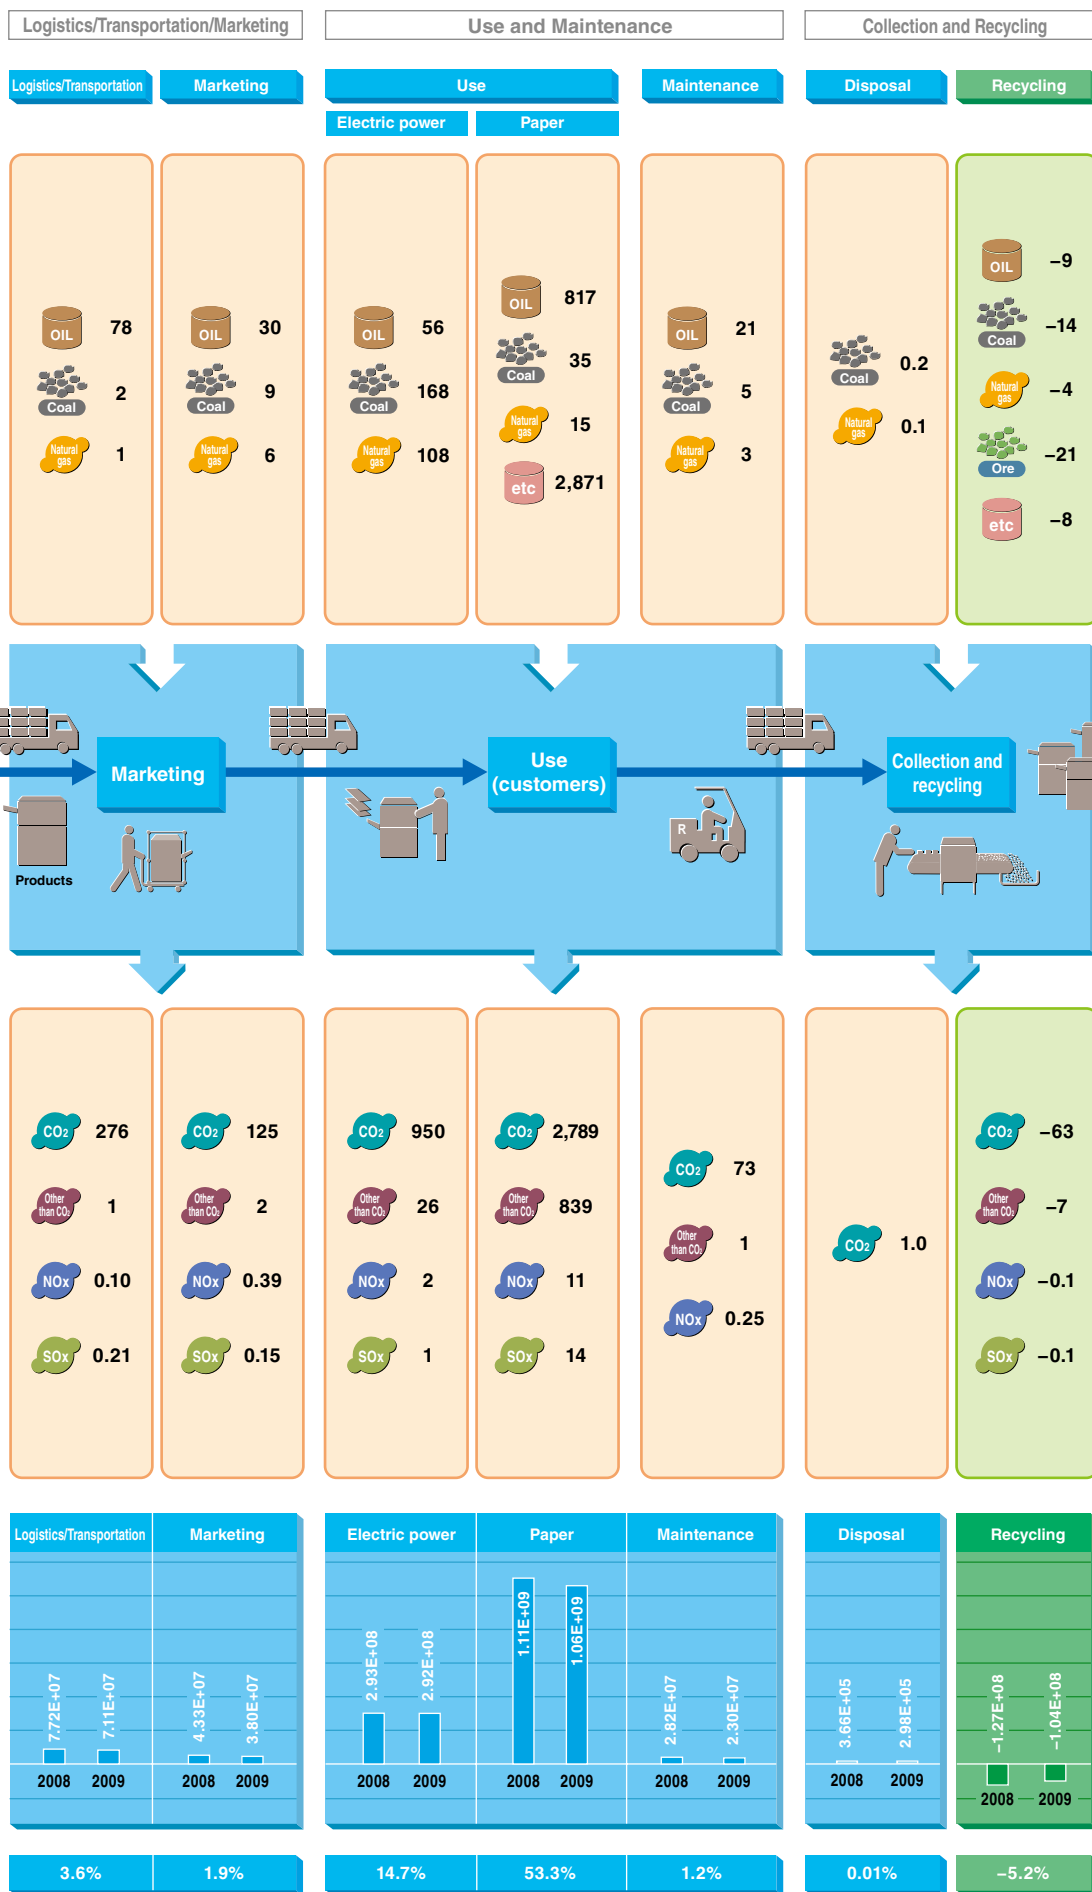 Logistics/Transportation/Marketing
Use and Maintenance
Collection and Recycling
Logistics/Transportation
Marketing
Use
Maintenance
Disposal
Recycling
Electric power
Paper
OIL 78
Coal 2
Natural
gas 1
OIL 30
Coal 9
Natural
gas 6
OIL 56
Coal 168
Natural
gas 108
OIL 817
Coal 35
Natural
gas 15
etc 2,871
OIL 21
Coal 5
Natural
gas 3
Coal 0.2
Natural
gas 0.1
OIL –9
Coal –14
Natural
gas –4
Ore –21
etc –8
Marketing
Products
Use
(customers)
R
Collection and
recycling
CO2 276
Other
than CO2 1
NOx 0.10
SOx 0.21
CO2 125
Other
than CO2 2
NOx 0.39
SOx 0.15
CO2 950
Other
than CO2 26
NOx 2
SOx 1
CO2 2,789
Other
than CO2 839
NOx 11
SOx 14
CO2 73
Other
than CO2 1
NOx 0.25
CO2 1.0
CO2 –63
Other
than CO2 –7
NOx –0.1
SOx –0.1
Logistics/Transportation
7.72E+07
7.11E+07
2008 2009
Marketing
4.33E+07
3.80E+07
2008 2009
Electric power
2.93E+08
2.92E+08
2008 2009
Paper
1.11E+09
1.06E+09
2008 2009
Maintenance
2.82E+07
2.30E+07
2008 2009
Disposal
3.66E+05
2.98E+05
2008 2009
Recycling
–1.27E+08
–1.04E+08
2008 2009
3.6%
1.9%
14.7%
53.3%
1.2%
0.01%
–5.2%